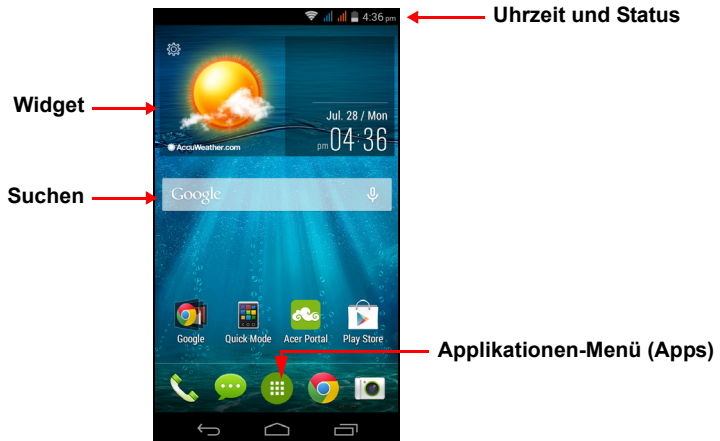 4:36 pm
Uhrzeit und Status
Widget
Jul. 28 / Mon
AccuWeather.com
pm 04:36
Suchen
Google
Google
Quick Mode
Acer Portal
Play Store
Applikationen-Menü (Apps)